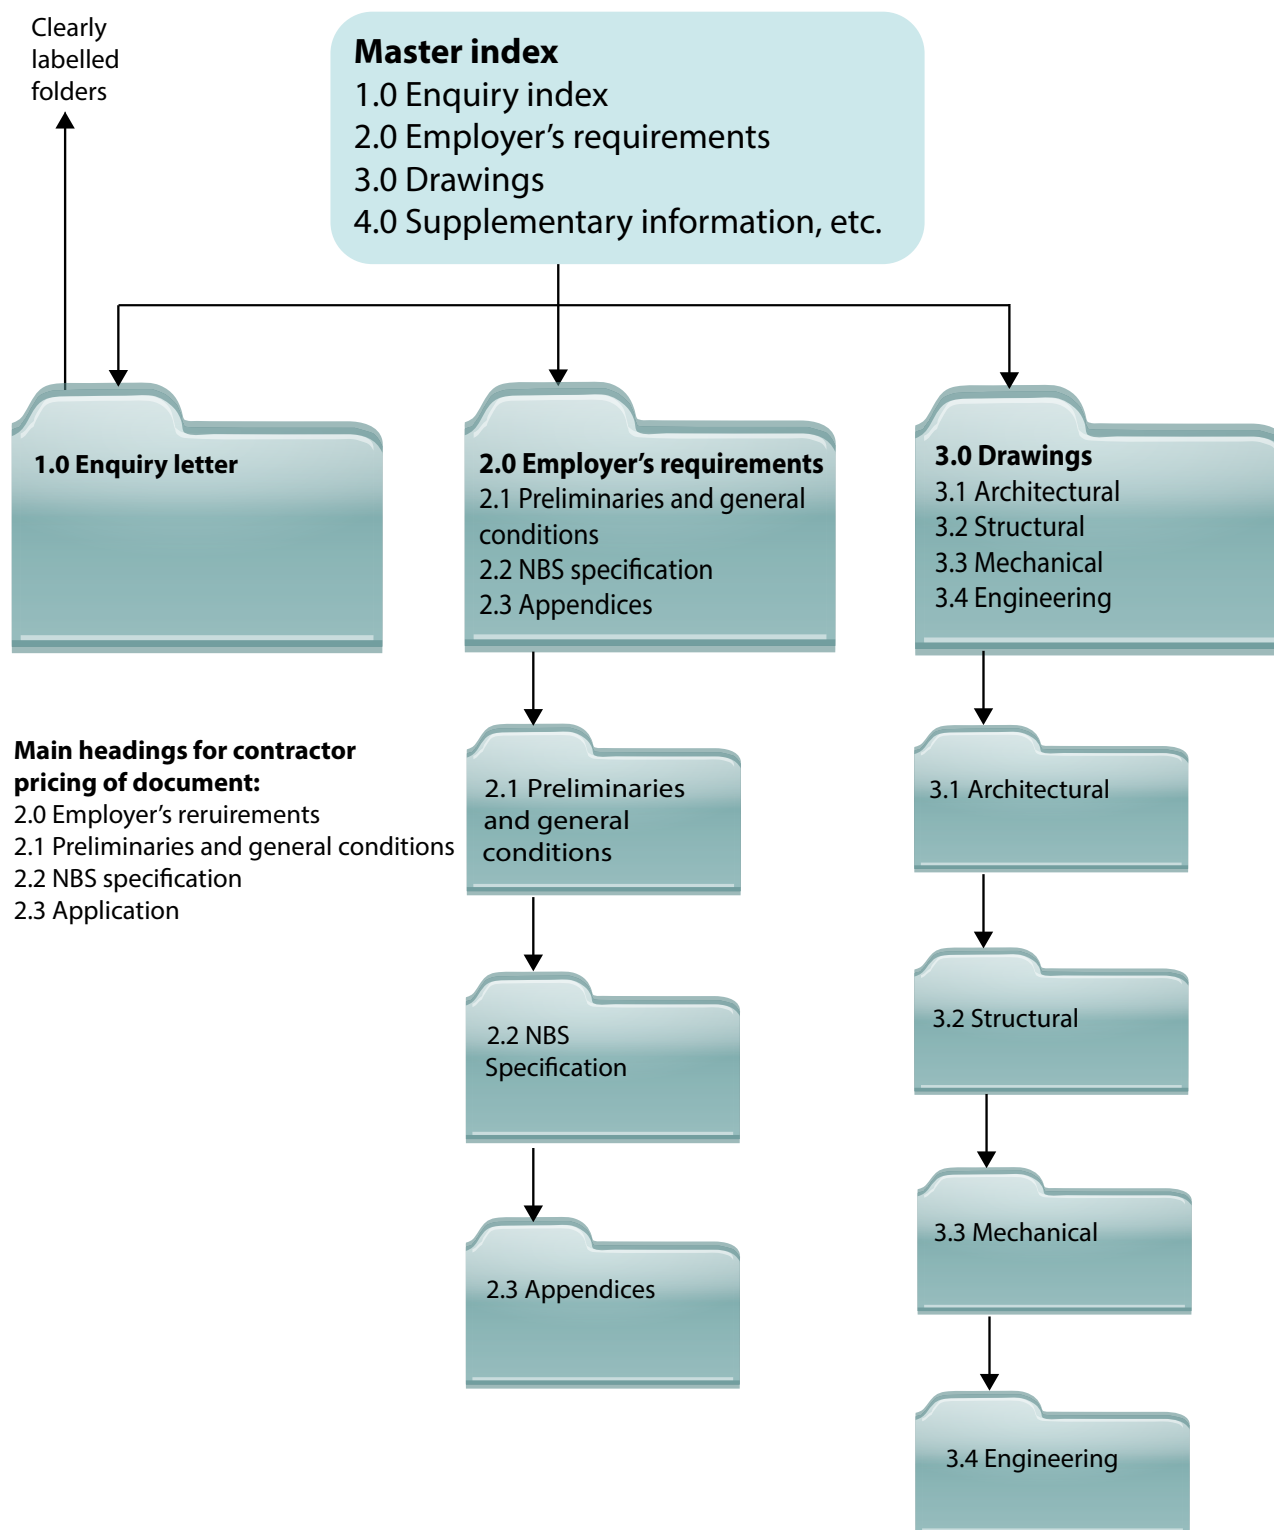 Clearly
labelled
folders
Master index
1.0 Enquiry index
2.0 Employer’s requirements
3.0 Drawings
4.0 Supplementary information, etc.
1.0 Enquiry letter
2.0 Employer’s requirements
2.1 Preliminaries and general
conditions
2.2 NBS specification
2.3 Appendices
3.0 Drawings
3.1 Architectural
3.2 Structural
3.3 Mechanical
3.4 Engineering
Main headings for contractor
pricing of document:
2.0 Employer’s reruirements
2.1 Preliminaries and general conditions
2.2 NBS specification
2.3 Application
2.1 Preliminaries
and general
conditions
2.2 NBS
Specification
2.3 Appendices
3.1 Architectural
3.2 Structural
3.3 Mechanical
3.4 Engineering